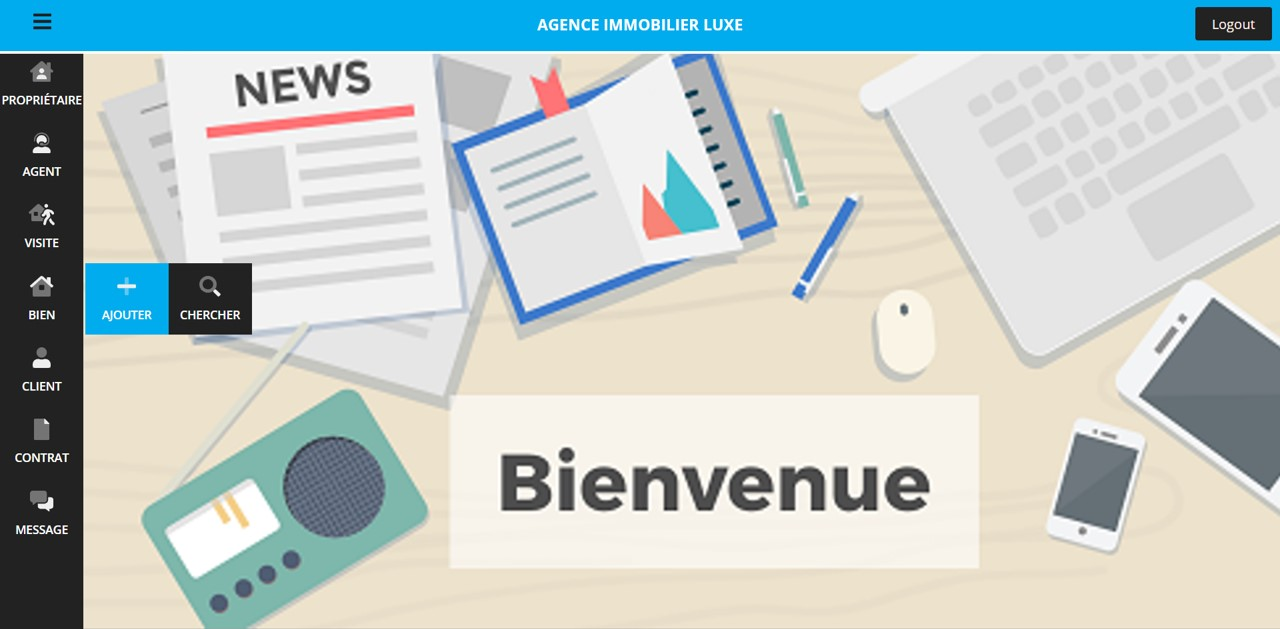 AGENCE IMMOBILIER LUXE
Logout
PROPRIÉTAIRE
AGENT
VISITE
BIEN
AJOUTER
CHERCHER
CLIENT
CONTRAT
MESSAGE
NEWS
Bienvenue